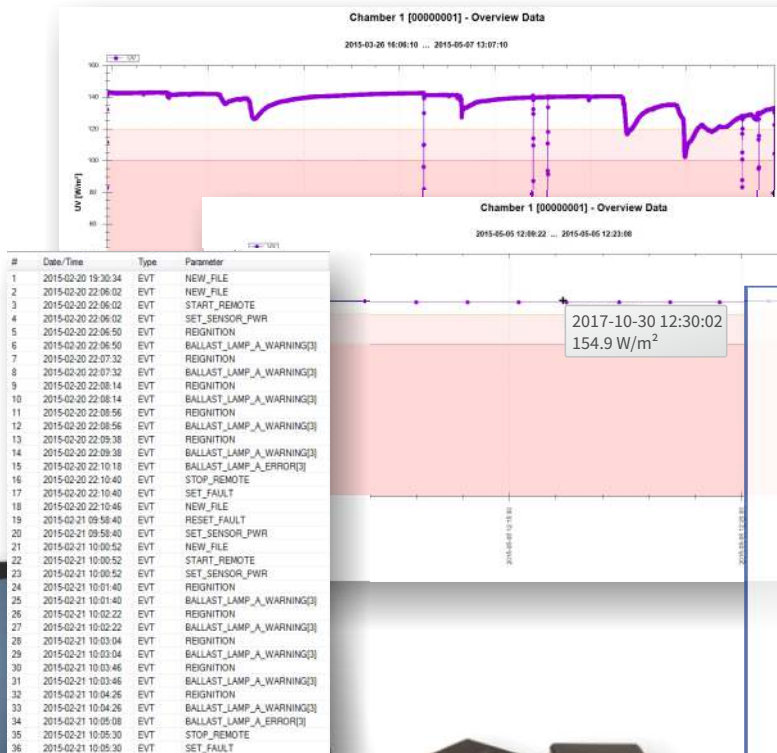 Chamber 1 [00000001] - Overview Data
2015-03-26 16:06:10 ... 2015-05-07 13:07:10
UV
160
140
120
100
80
60
UV [W/m²]
Chamber 1 [00000001] - Overview Data
2015-05-05 12:09:22 ... 2015-05-05 12:23:08
UV
2017-10-30 12:30:02
154.9 W/m²
# Date/Time Type Parameter
1 2015-02-20 19:30:34 EVT NEW_FILE
2 2015-02-20 22:06:02 EVT NEW_FILE
3 2015-02-20 22:06:02 EVT START_REMOTE
4 2015-02-20 22:06:02 EVT SET_SENSOR_PWR
5 2015-02-20 22:06:50 EVT REIGNITION
6 2015-02-20 22:06:50 EVT BALLAST_LAMP_A_WARNING[3]
7 2015-02-20 22:07:32 EVT REIGNITION
8 2015-02-20 22:07:32 EVT BALLAST_LAMP_A_WARNING[3]
9 2015-02-20 22:08:14 EVT REIGNITION
10 2015-02-20 22:08:14 EVT BALLAST_LAMP_A_WARNING[3]
11 2015-02-20 22:08:56 EVT REIGNITION
12 2015-02-20 22:08:56 EVT BALLAST_LAMP_A_WARNING[3]
13 2015-02-20 22:09:38 EVT REIGNITION
14 2015-02-20 22:09:38 EVT BALLAST_LAMP_A_WARNING[3]
15 2015-02-20 22:10:18 EVT BALLAST_LAMP_A_ERROR[3]
16 2015-02-20 22:10:40 EVT STOP_REMOTE
17 2015-02-20 22:10:40 EVT SET_FAULT
18 2015-02-20 22:10:46 EVT NEW_FILE
19 2015-02-21 09:58:40 EVT RESET_FAULT
20 2015-02-21 09:58:40 EVT SET_SENSOR_PWR
21 2015-02-21 10:00:52 EVT NEW_FILE
22 2015-02-21 10:00:52 EVT START_REMOTE
23 2015-02-21 10:00:52 EVT SET_SENSOR_PWR
24 2015-02-21 10:01:40 EVT REIGNITION
25 2015-02-21 10:01:40 EVT BALLAST_LAMP_A_WARNING[3]
26 2015-02-21 10:02:22 EVT REIGNITION
27 2015-02-21 10:02:22 EVT BALLAST_LAMP_A_WARNING[3]
28 2015-02-21 10:03:04 EVT REIGNITION
29 2015-02-21 10:03:04 EVT BALLAST_LAMP_A_WARNING[3]
30 2015-02-21 10:03:46 EVT REIGNITION
31 2015-02-21 10:03:46 EVT BALLAST_LAMP_A_WARNING[3]
32 2015-02-21 10:04:26 EVT REIGNITION
33 2015-02-21 10:04:26 EVT BALLAST_LAMP_A_WARNING[3]
34 2015-02-21 10:05:08 EVT BALLAST_LAMP_A_ERROR[3]
35 2015-02-21 10:05:30 EVT STOP_REMOTE
36 2015-02-21 10:05:30 EVT SET_FAULT